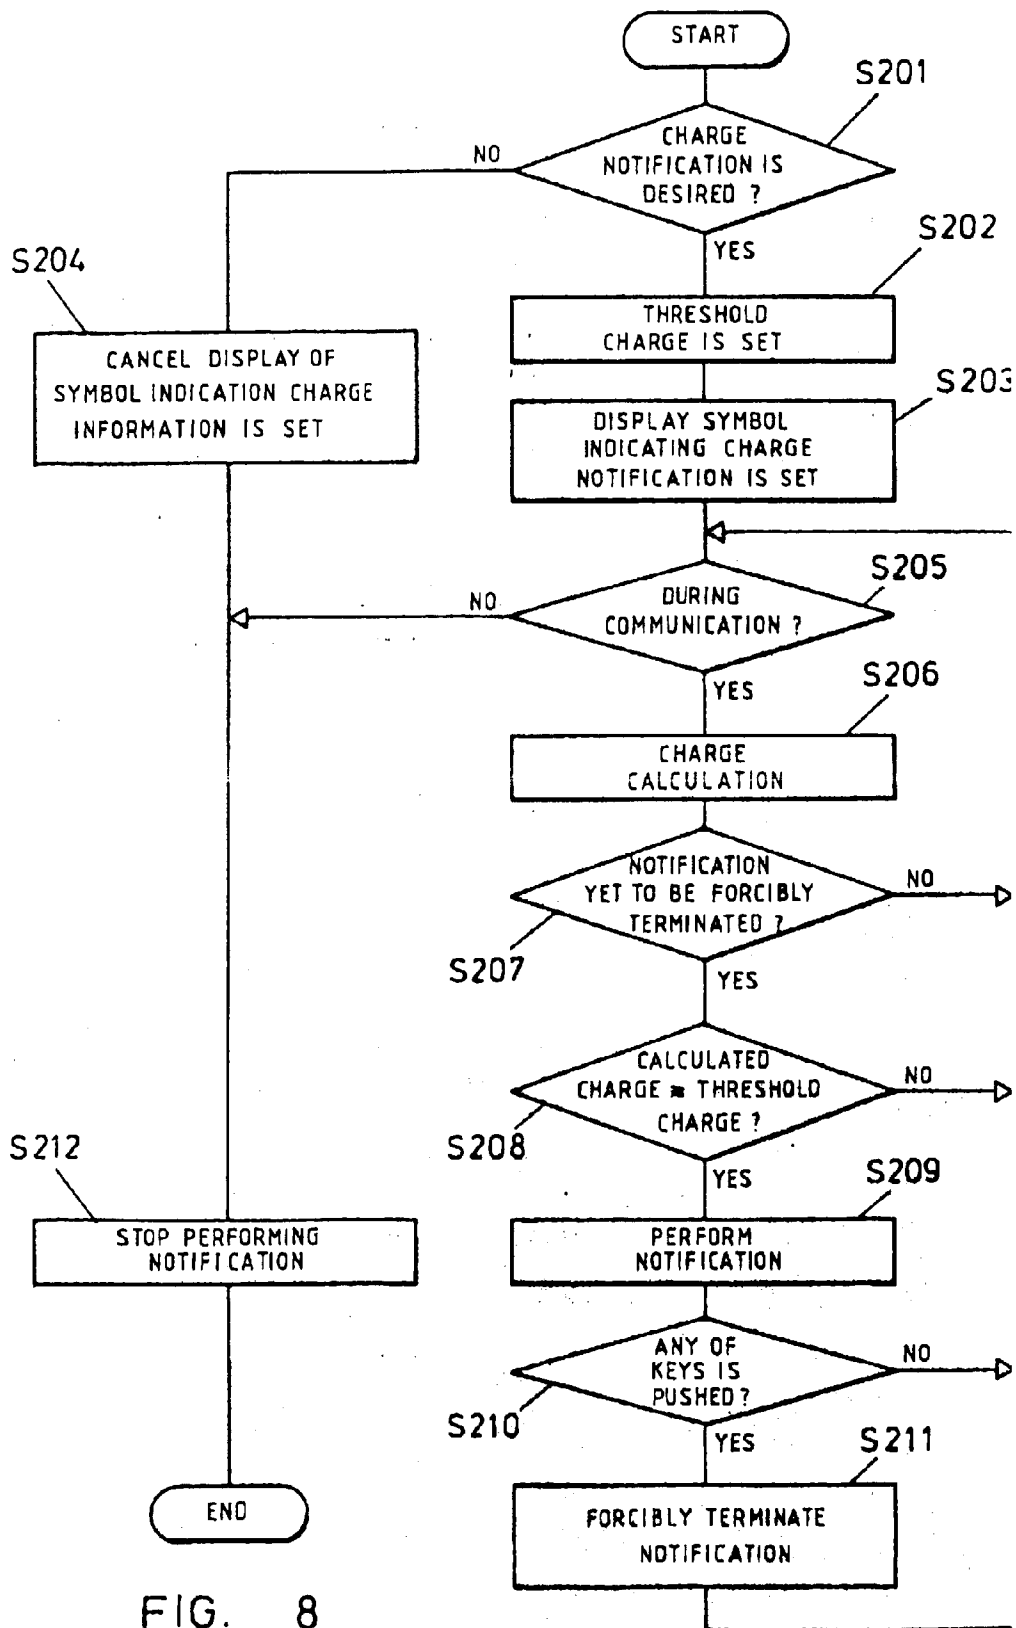 START
S201
CHARGE
NOTIFICATION IS
DESIRED ?
NO
YES
S202
THRESHOLD
CHARGE IS SET
S203
DISPLAY SYMBOL
INDICATING CHARGE
NOTIFICATION IS SET
S204
CANCEL DISPLAY OF
SYMBOL INDICATION CHARGE
INFORMATION IS SET
S205
DURING
COMMUNICATION ?
NO
YES
S206
CHARGE
CALCULATION
NOTIFICATION
YET TO BE FORCIBLY
TERMINATED ?
NO
S207
YES
CALCULATED
CHARGE ≈ THRESHOLD
CHARGE ?
NO
S208
YES
S209
PERFORM
NOTIFICATION
S212
STOP PERFORMING
NOTIFICATION
ANY OF
KEYS IS
PUSHED ?
NO
S210
YES
S211
FORCIBLY TERMINATE
NOTIFICATION
END
FIG. 8